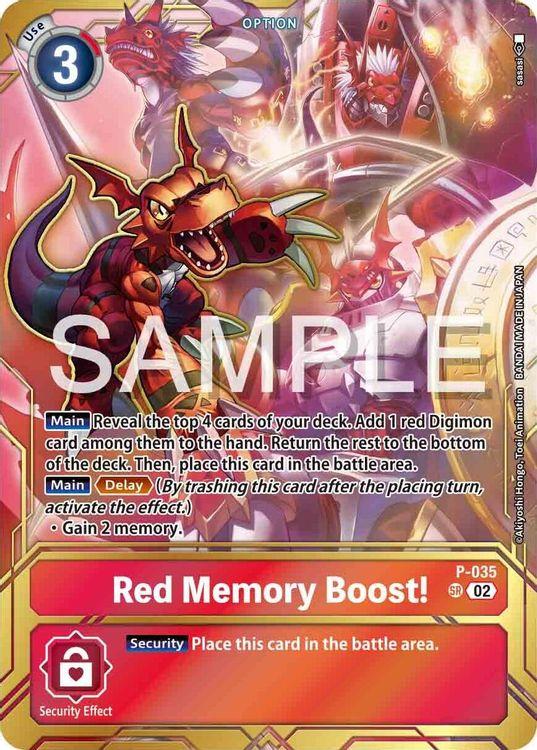 Use
3
OPTION
sasasi
SAMPLE
Main Reveal the top 4 cards of your deck. Add 1 red Digimon
card among them to the hand. Return the rest to the bottom
of the deck. Then, place this card in the battle area.
Main Delay (By trashing this card after the placing turn,
activate the effect.)
• Gain 2 memory.
©Akiyoshi Hongo, Toei Animation BANDAI MADE IN JAPAN
P-035
Red Memory Boost!
SR 02
Security Place this card in the battle area.
Security Effect